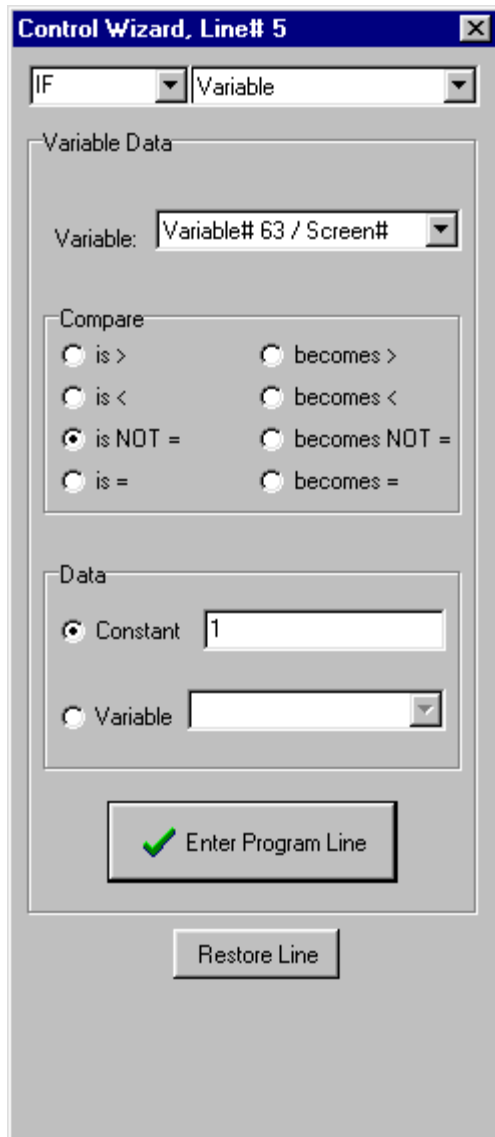 Control Wizard, Line# 5
IF Variable
Variable Data
Variable: Variable# 63 / Screen#
Compare
is > becomes >
is < becomes <
is NOT = becomes NOT =
is = becomes =
Data
Constant 1
Variable
Enter Program Line
Restore Line